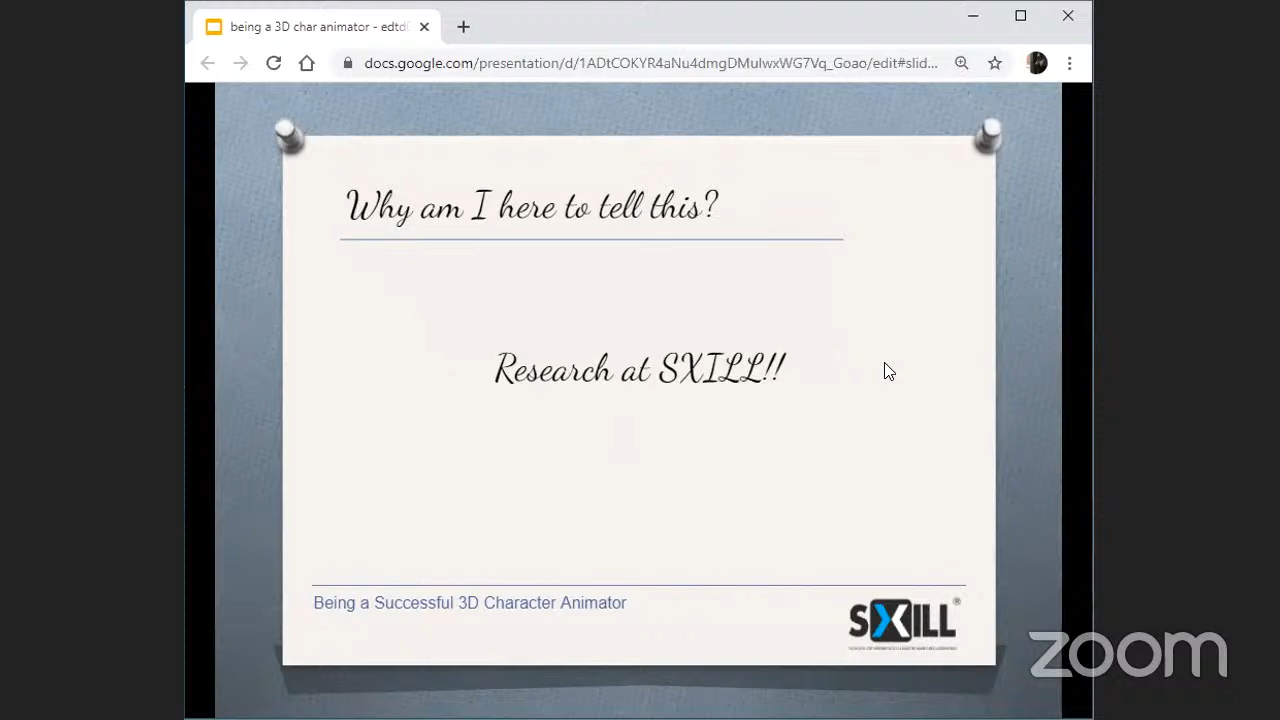 being a 3D char animator - edtd
docs.google.com/presentation/d/1ADtCOKYR4aNu4dmgDMulwxWG7Vq_Goao/edit#slid...
Why am I here to tell this?
Research at SXILL!!
Being a Successful 3D Character Animator
SXILL®
zoom